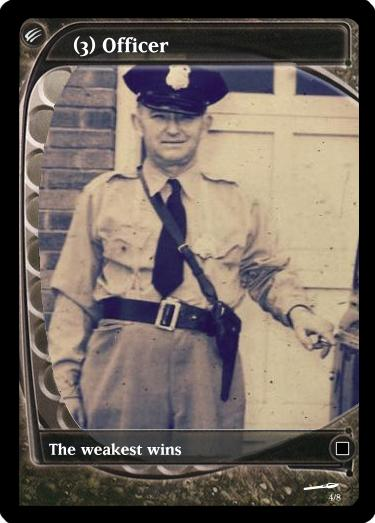 (3) Officer
The weakest wins
4/8